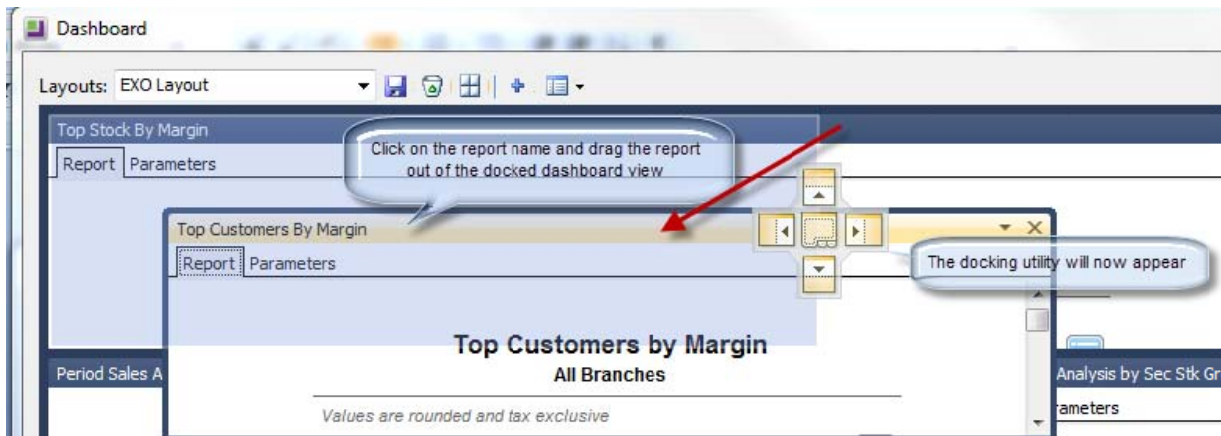 Dashboard
Layouts: EXO Layout
Top Stock By Margin
Report Parameters
Click on the report name and drag the report
out of the docked dashboard view
Top Customers By Margin
Report Parameters
The docking utility will now appear
Top Customers by Margin
All Branches
Values are rounded and tax exclusive
Period Sales A
Analysis by Sec Stk Gr
rameters